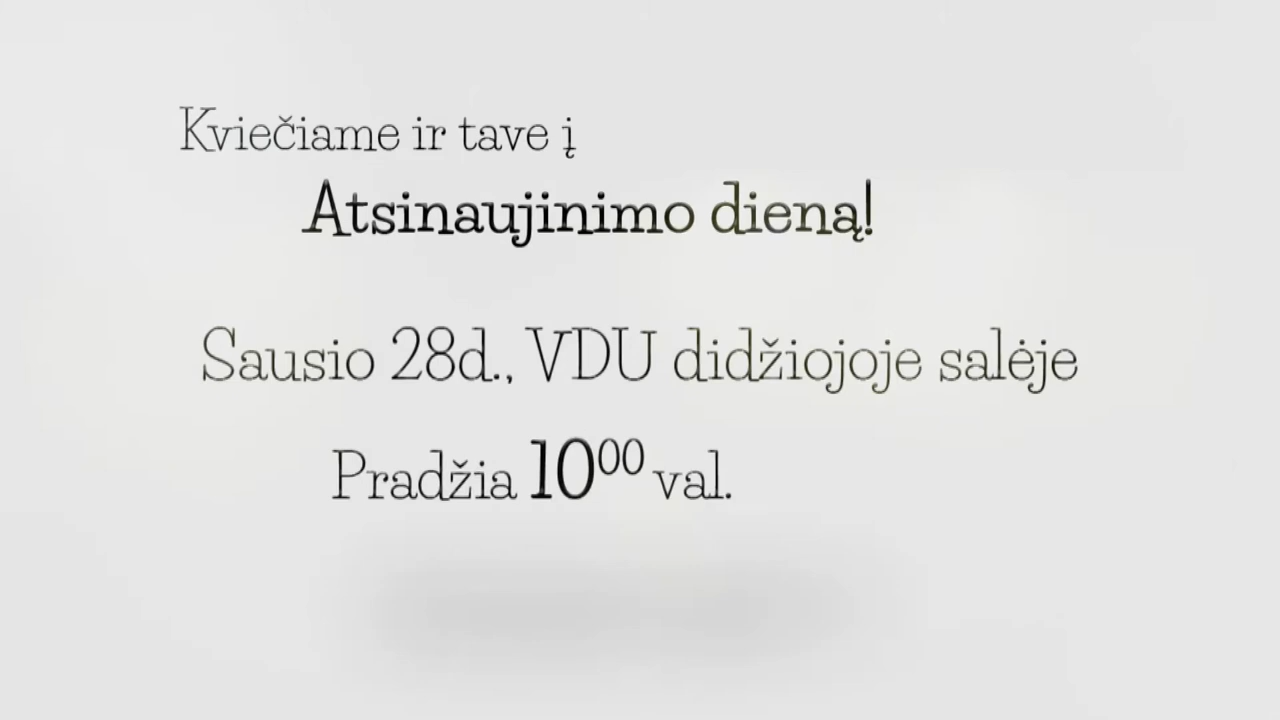 Kviečiame ir tave į
Atsinaujinimo dieną!
Sausio 28d., VDU didžiojoje salėje
Pradžia 10⁰⁰ val.